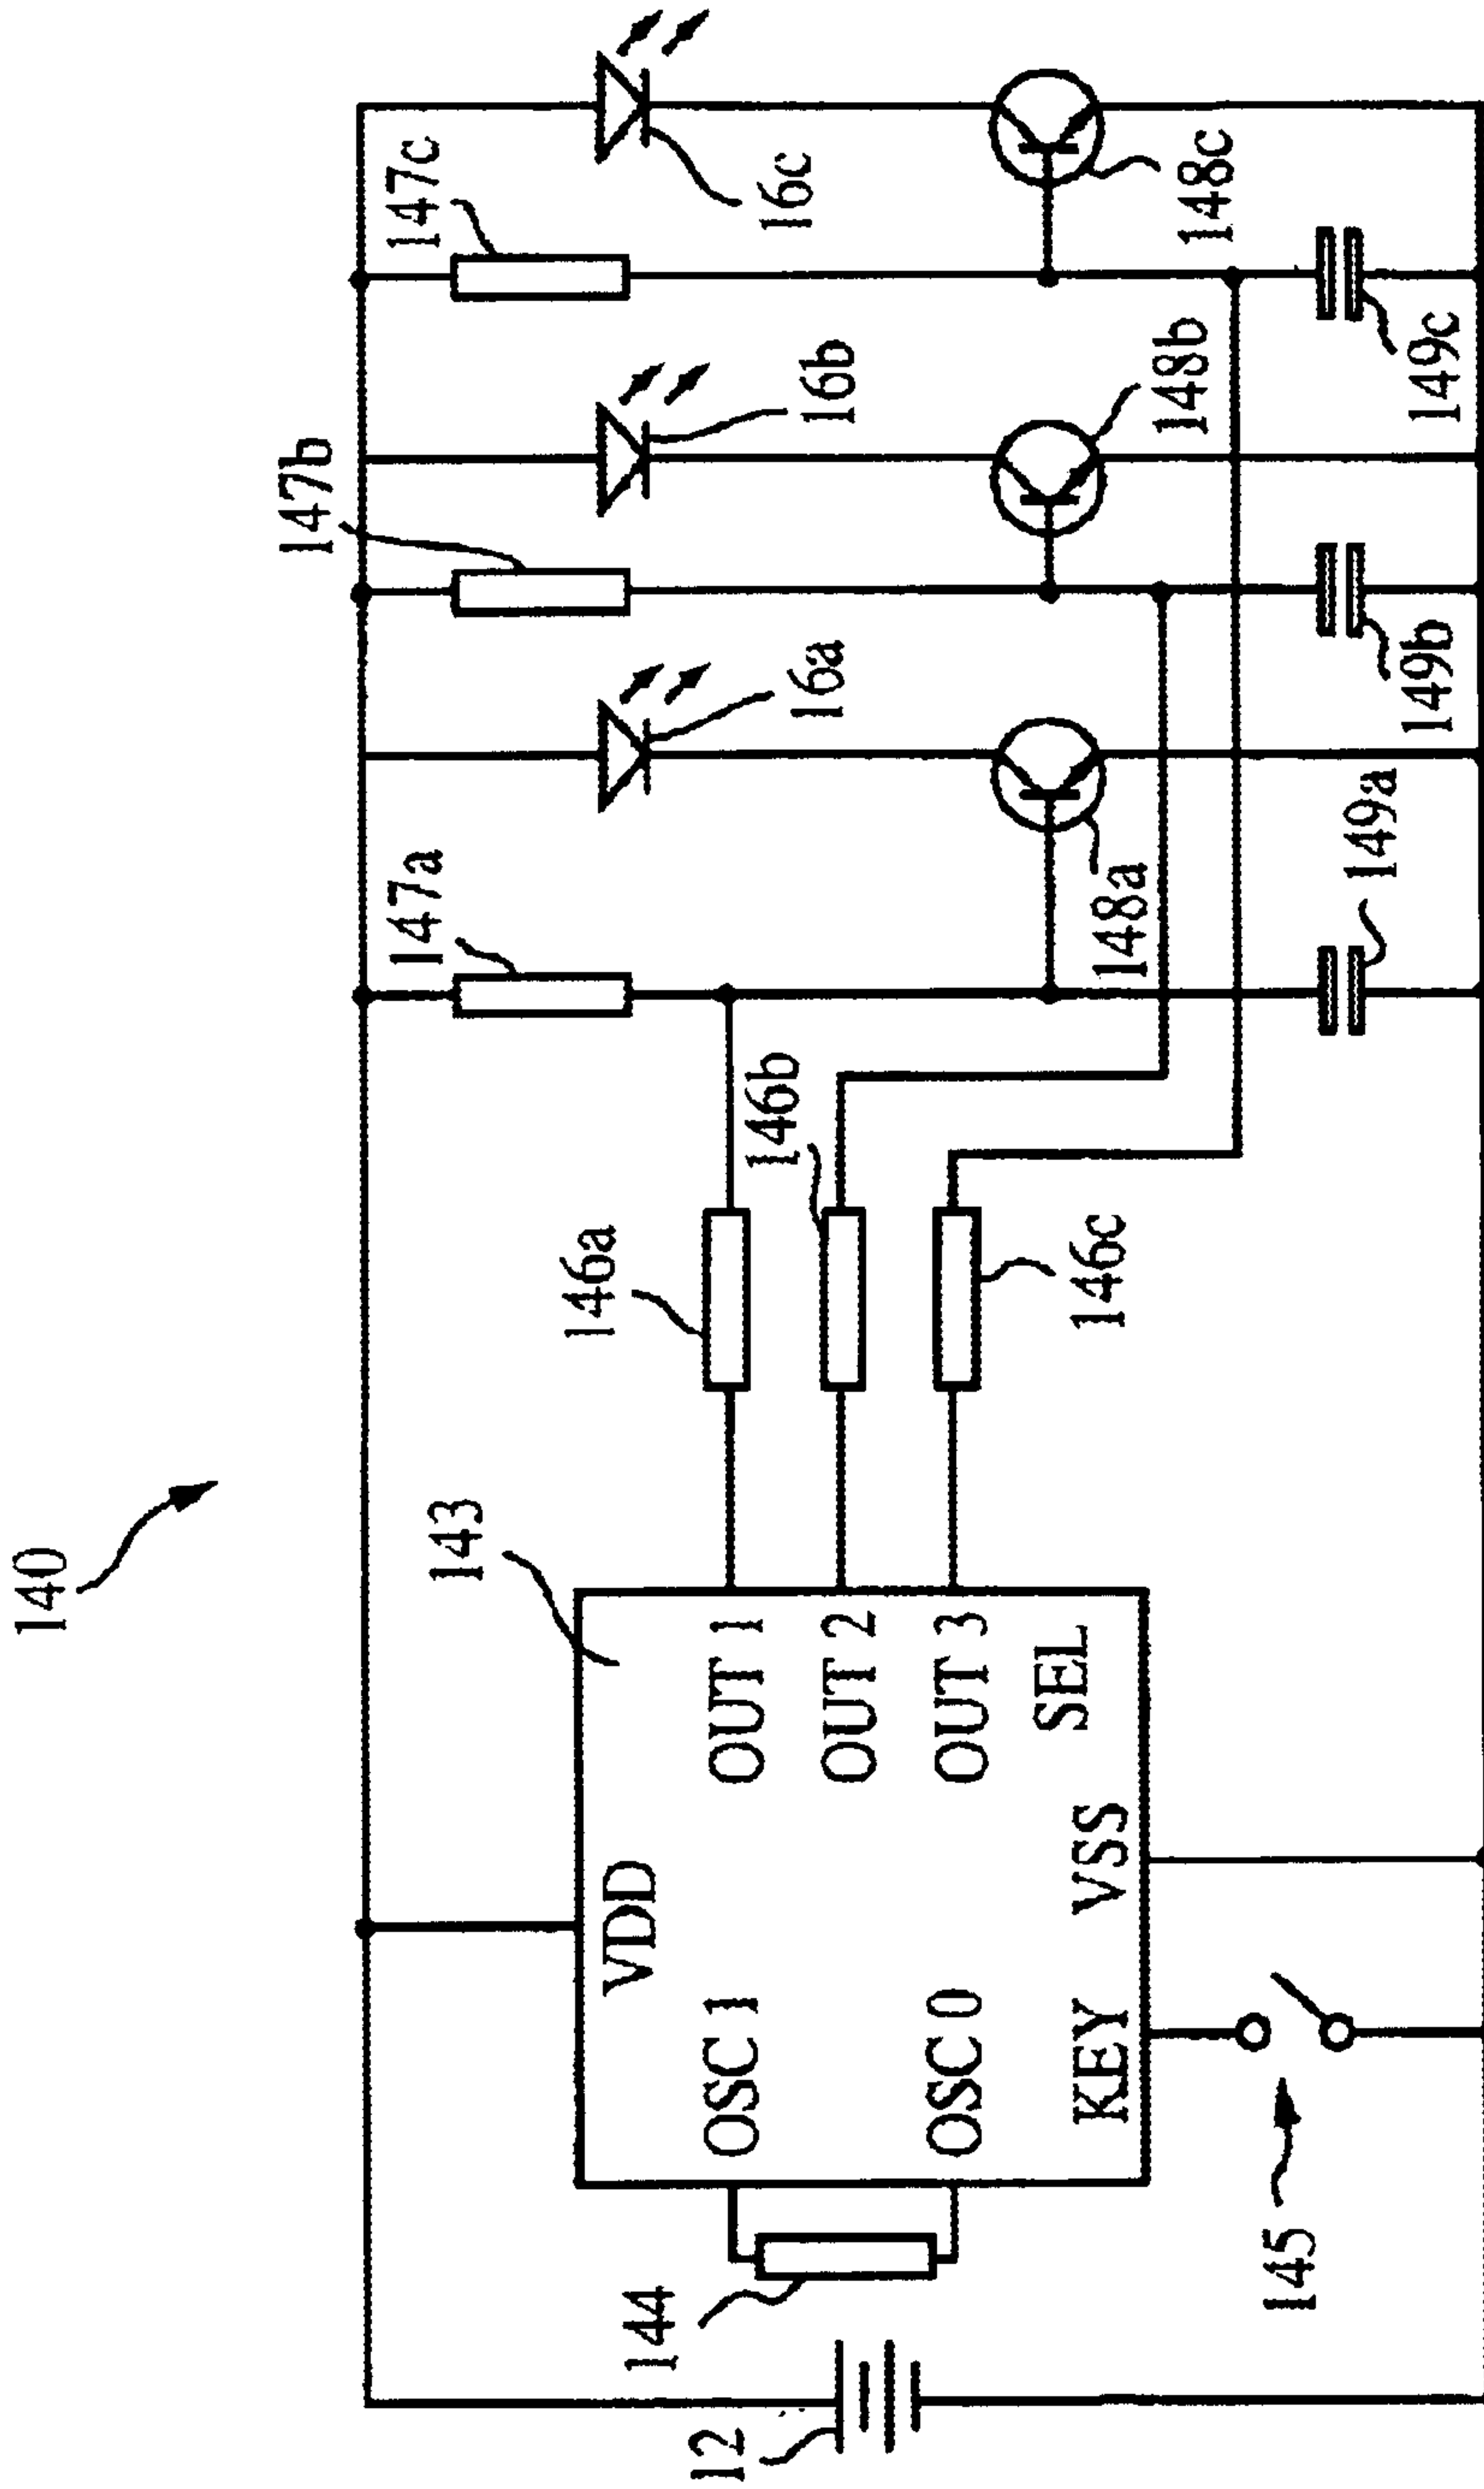 140
147b
147a
147c
143
146a
16a
16b
16c
VDD
144
12
OSC 1
OUT 1
146b
OUT 2
148a
148b
148c
OSC 0
OUT 3
SEL
146c
KEY
VSS
145
149a
149b
149c